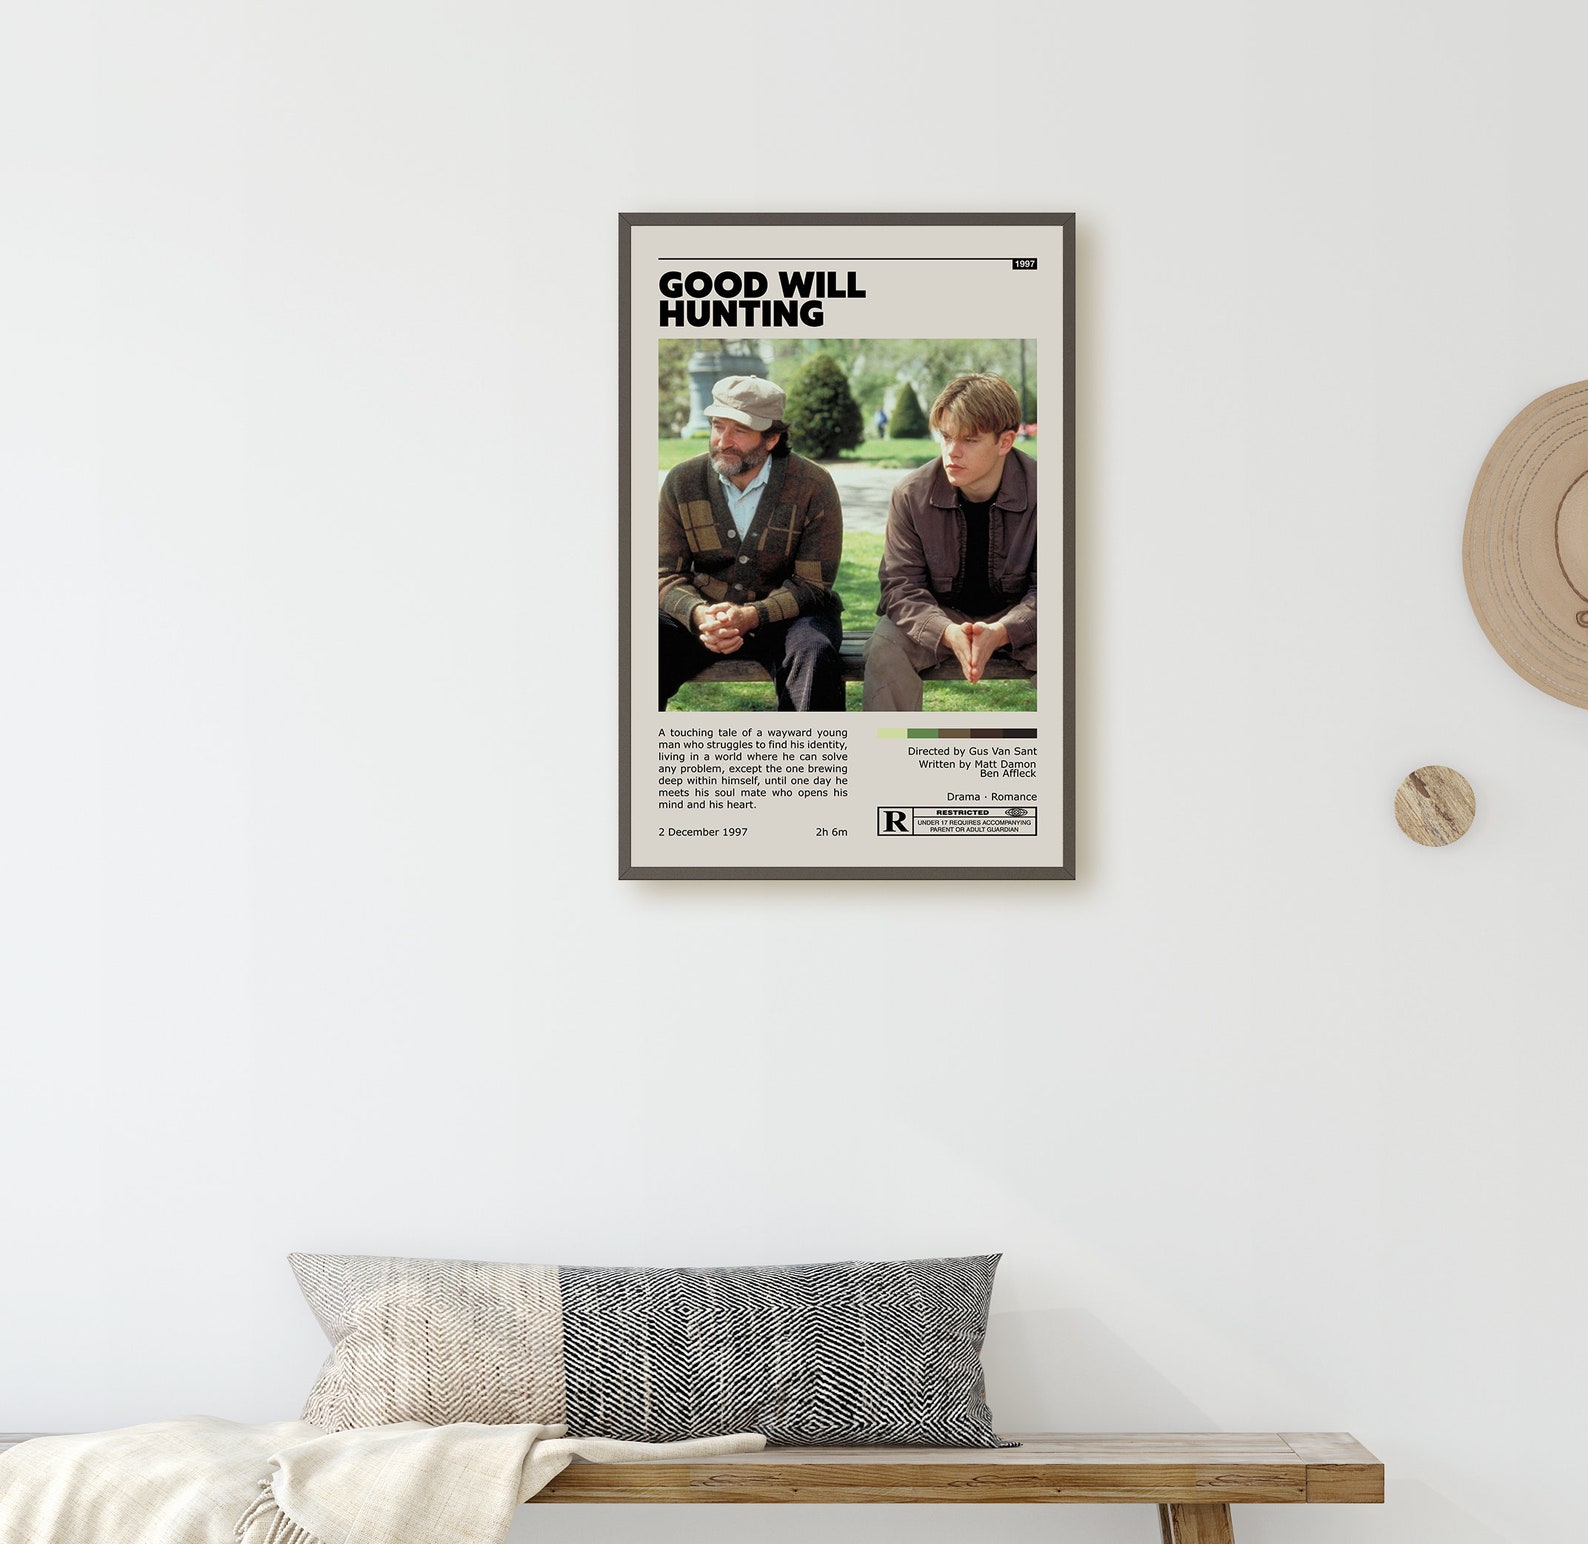 1997
GOOD WILL
HUNTING
A touching tale of a wayward young
man who struggles to find his identity,
living in a world where he can solve
any problem, except the one brewing
deep within himself, until one day he
meets his soul mate who opens his
mind and his heart.
2 December 1997
2h 6m
Directed by Gus Van Sant
Written by Matt Damon
Ben Affleck
Drama · Romance
R
RESTRICTED
UNDER 17 REQUIRES ACCOMPANYING
PARENT OR ADULT GUARDIAN